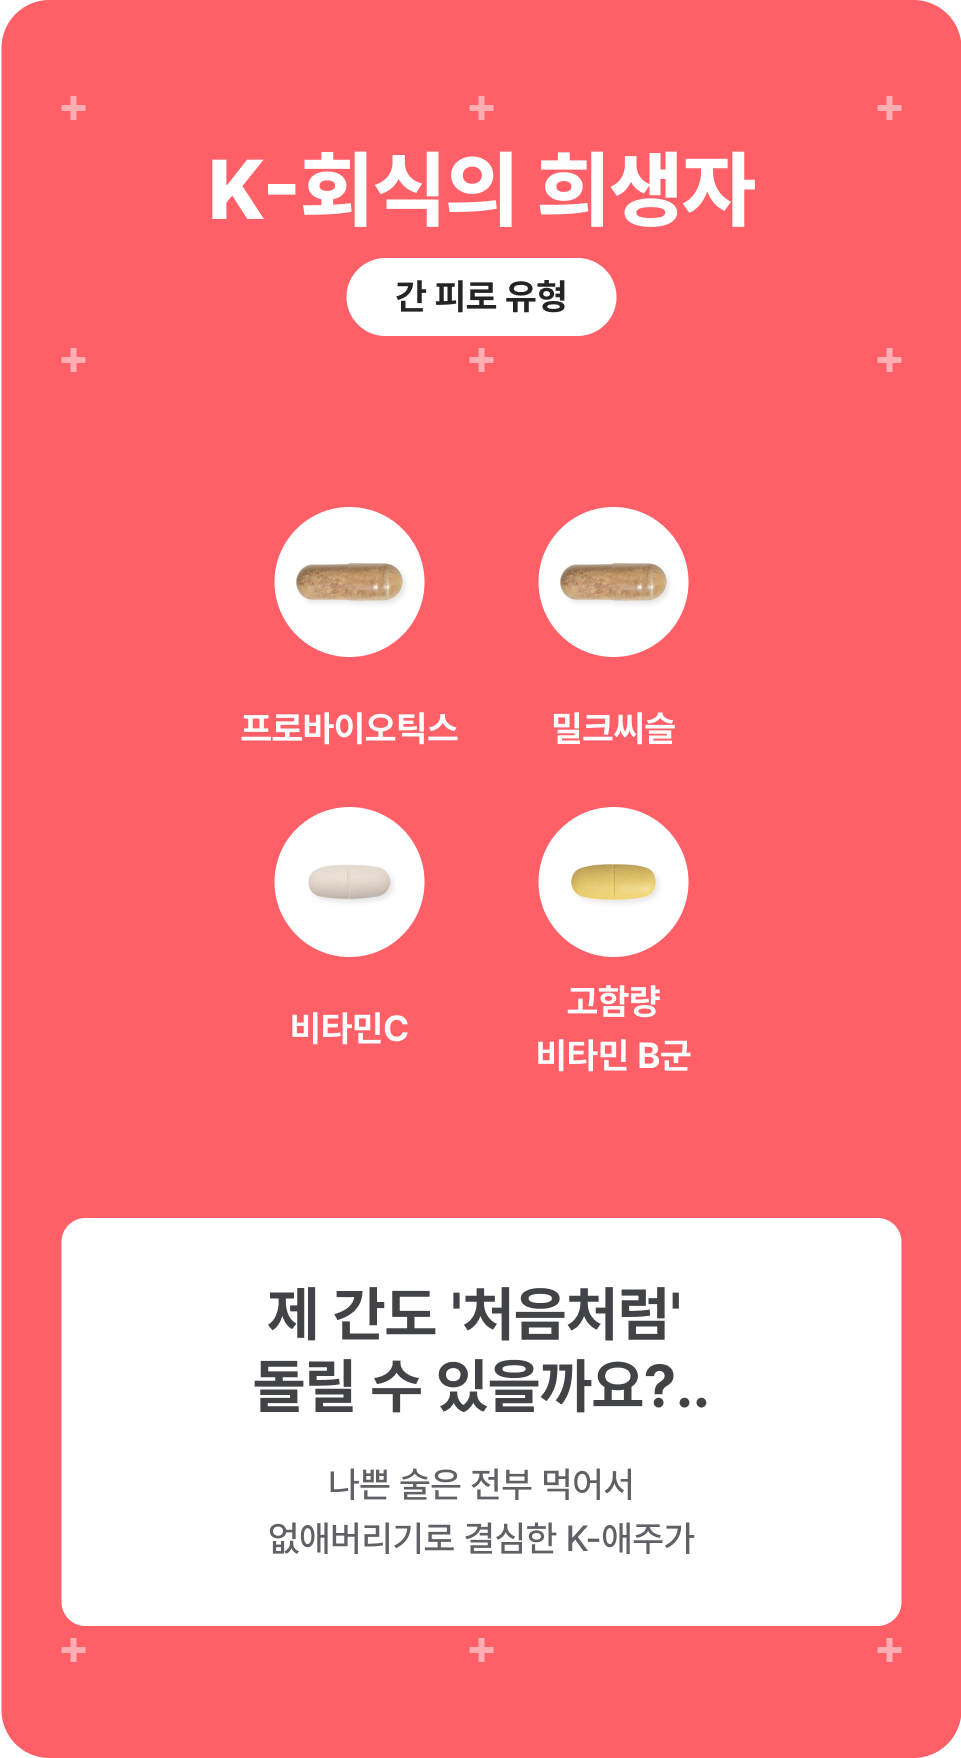 K-회식의 희생자
간 피로 유형
프로바이오틱스
밀크씨슬
비타민C
고함량
비타민 B군
제 간도 '처음처럼'
돌릴 수 있을까요?..
나쁜 술은 전부 먹어서
없애버리기로 결심한 K-애주가